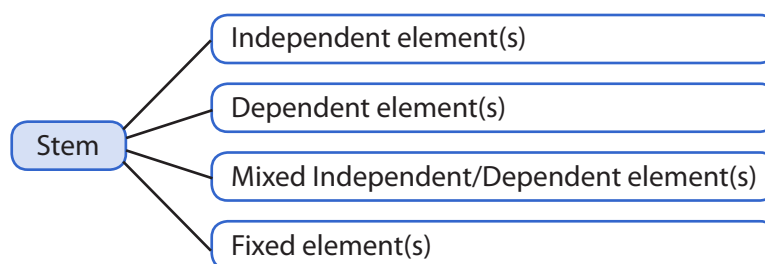 Independent element(s)
Dependent element(s)
Stem
Mixed Independent/Dependent element(s)
Fixed element(s)